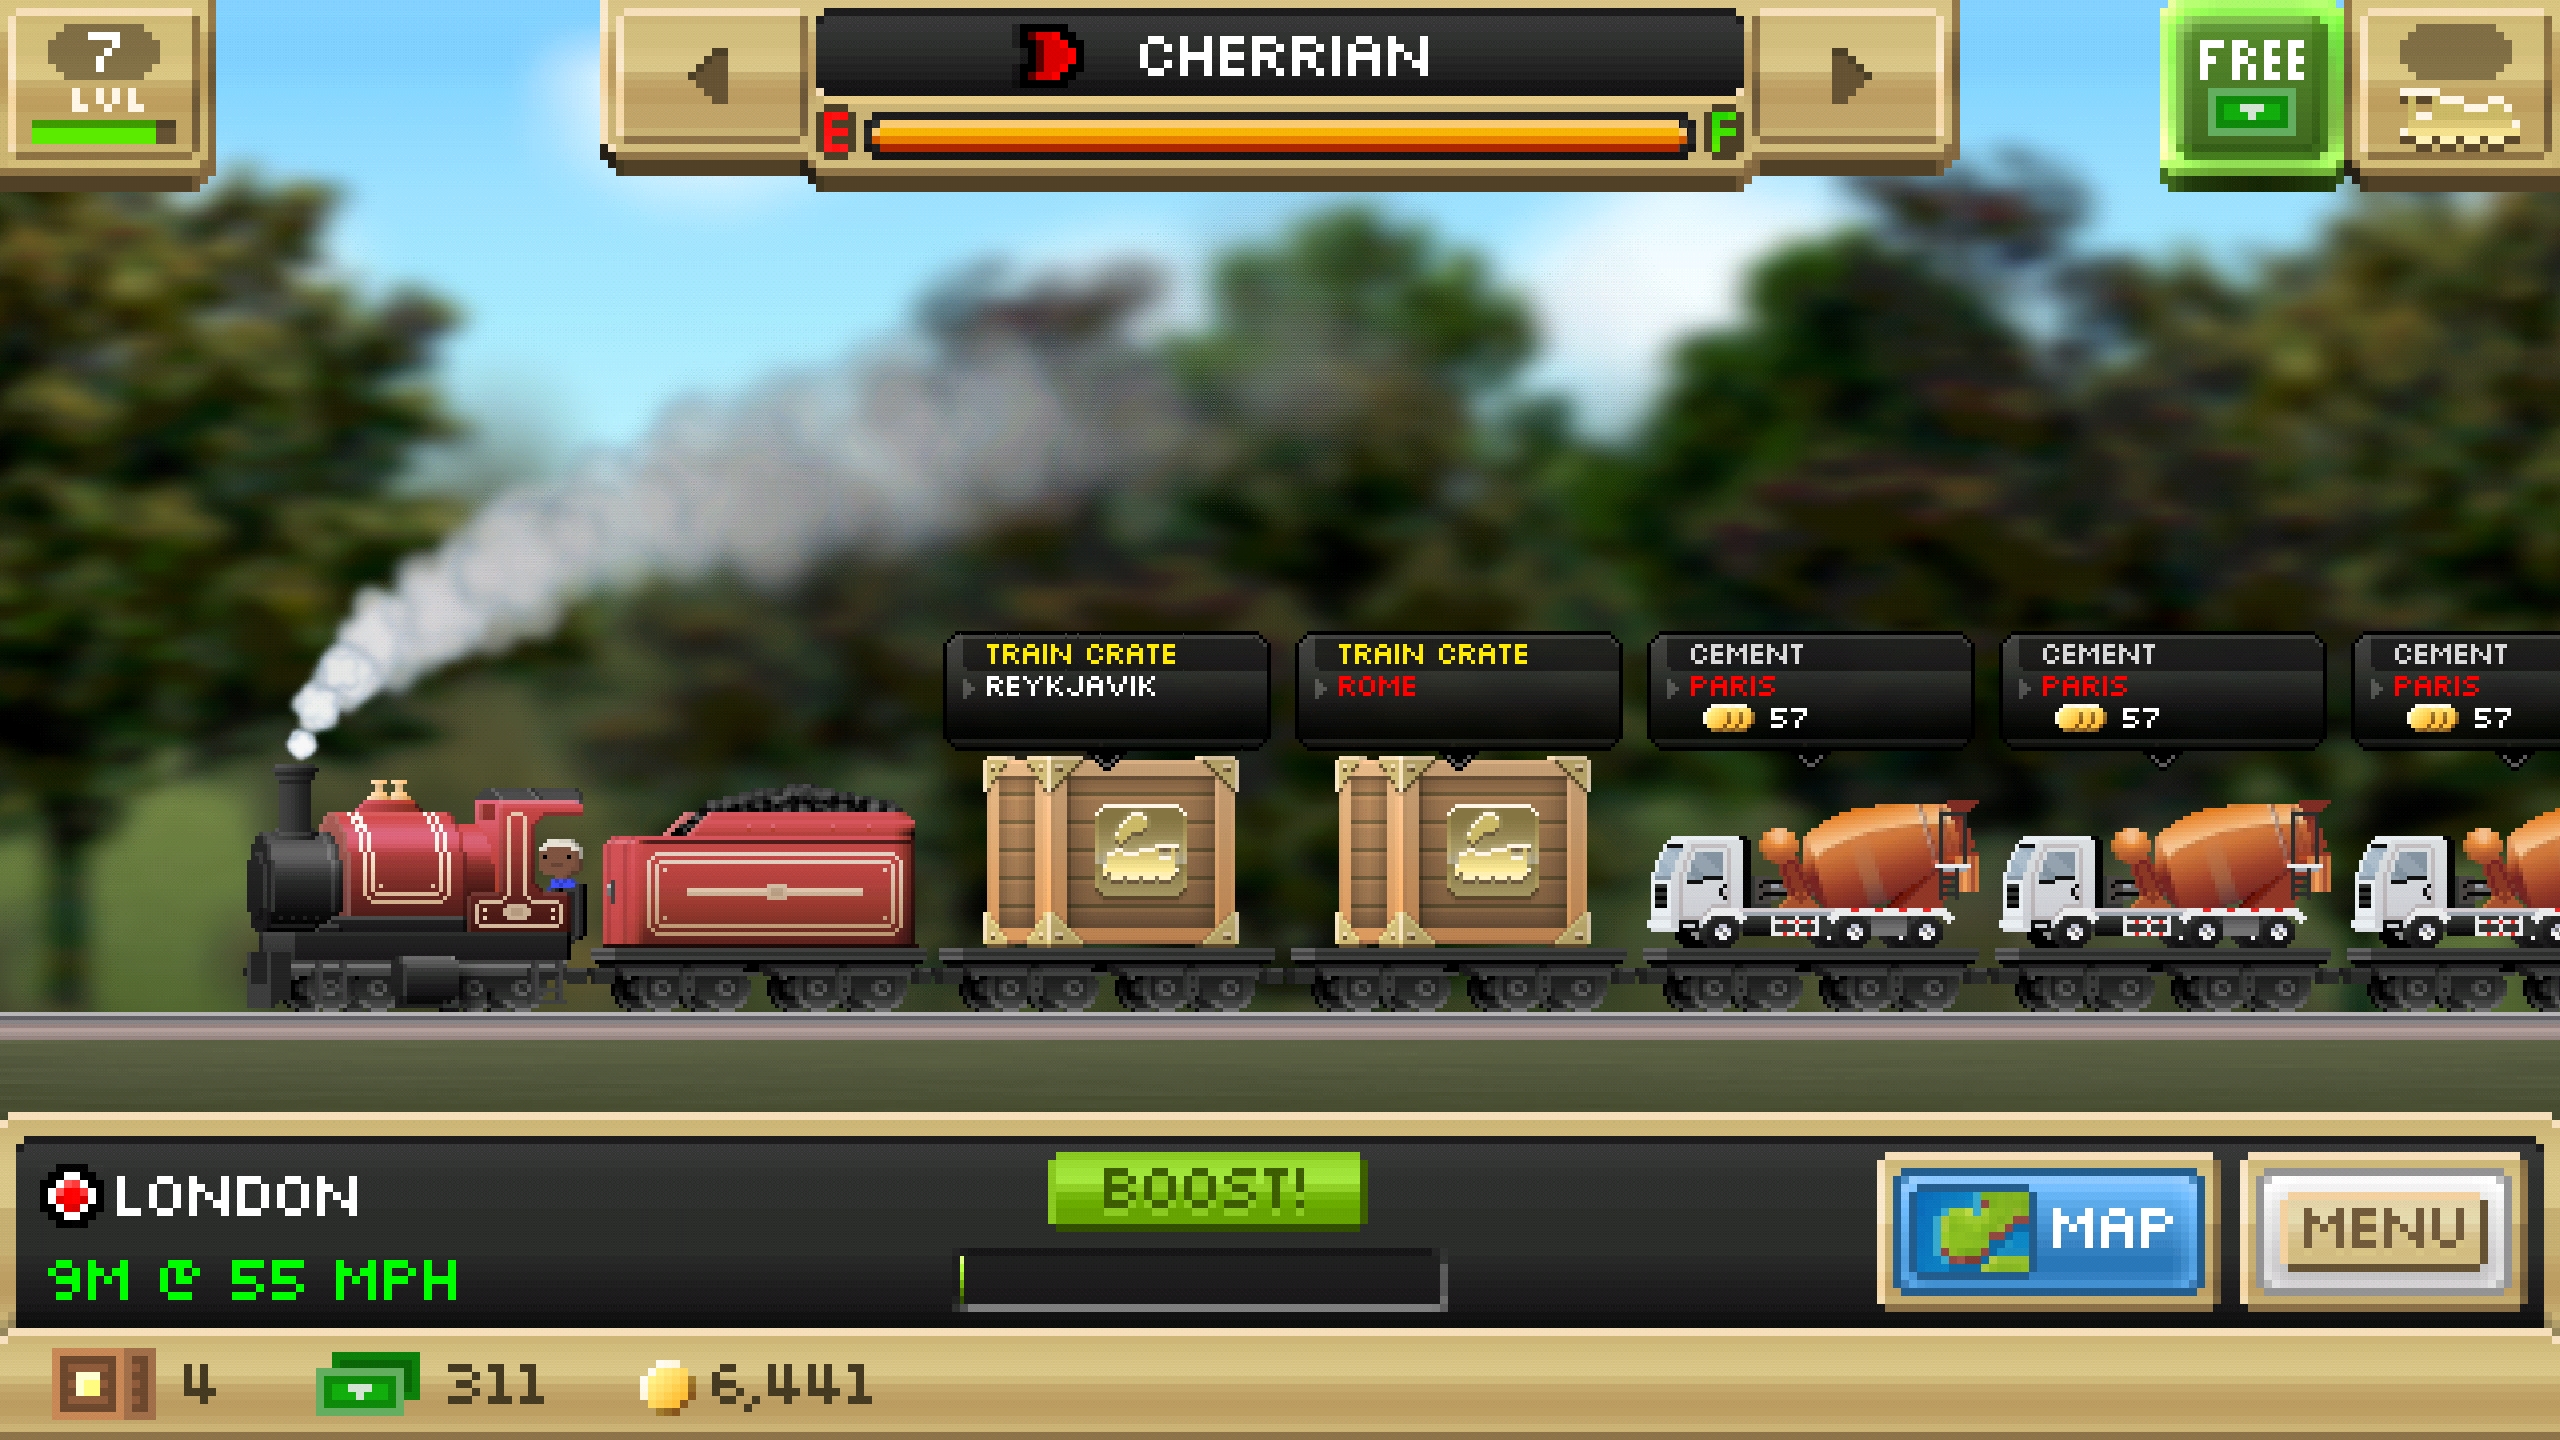 7
LVL
CHERRIAN
E
F
FREE
TRAIN CRATE
REYKJAVIK
TRAIN CRATE
ROME
CEMENT
PARIS
57
CEMENT
PARIS
57
CEMENT
PARIS
57
LONDON
9M @ 55 MPH
BOOST!
MAP
MENU
4
311
6,441